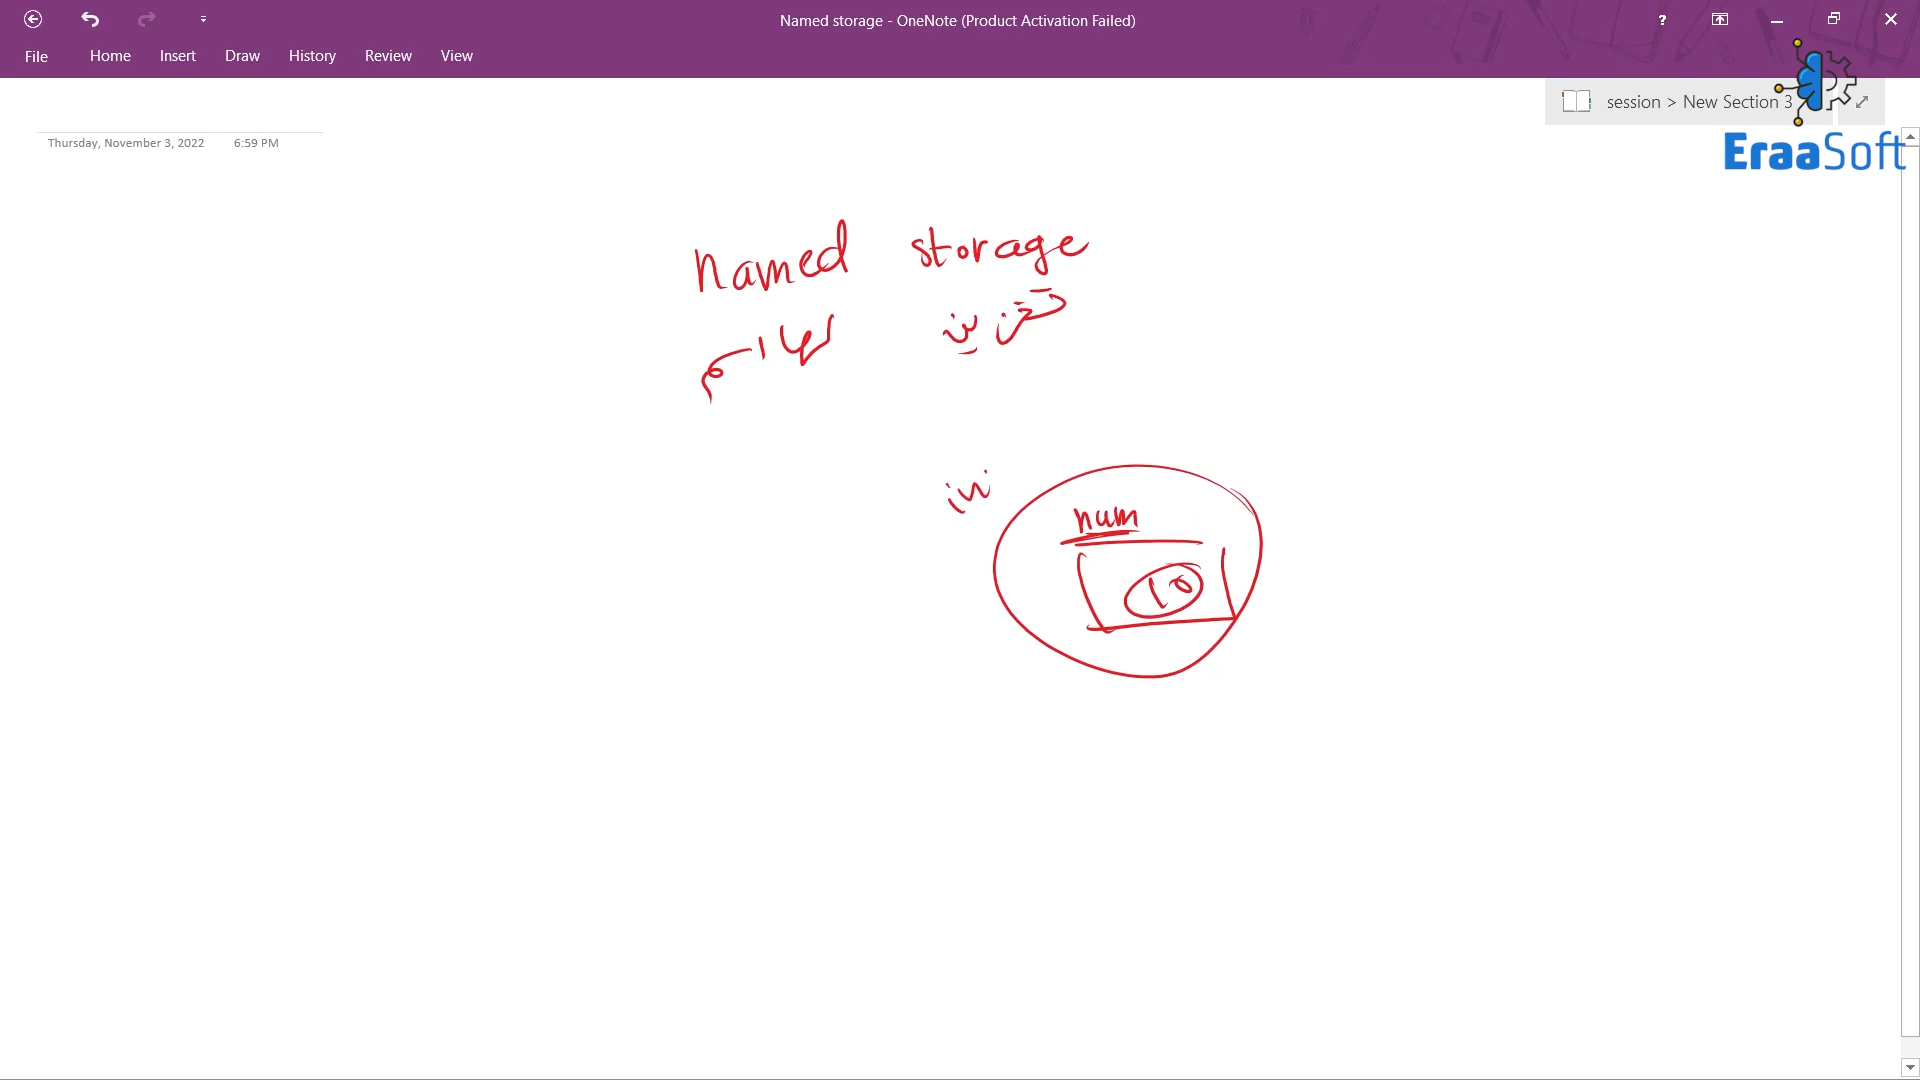 Named storage - OneNote (Product Activation Failed)
?
File Home Insert Draw History Review View
session > New Section 3
EraaSoft
Thursday, November 3, 2022 6:59 PM
Named storage
لها اسم تخزين
in
num
10